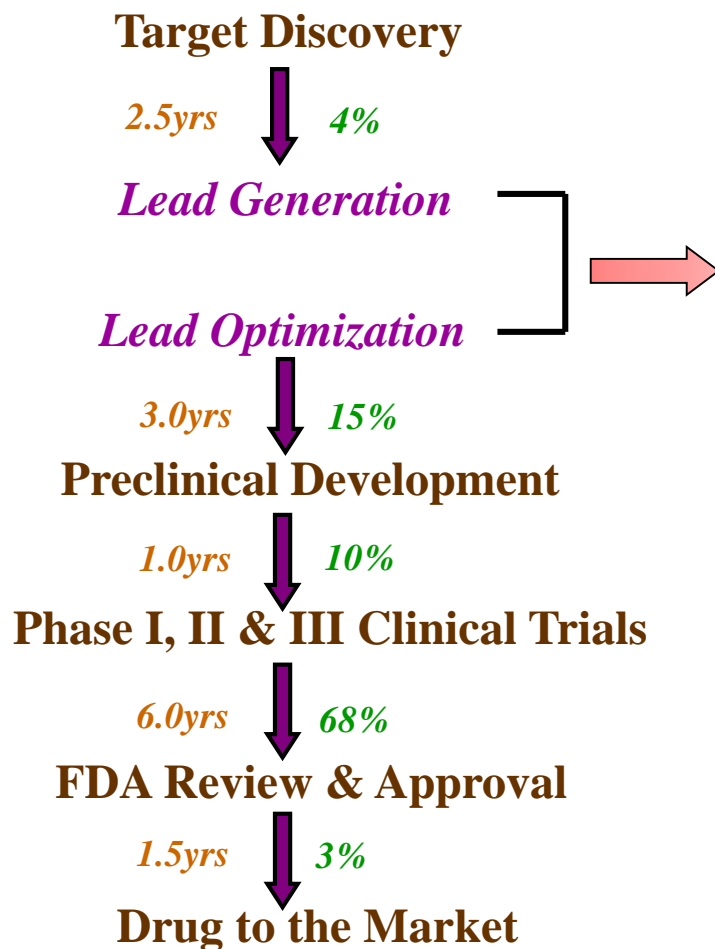 Target Discovery
2.5yrs 4%
Lead Generation
Lead Optimization
3.0yrs 15%
Preclinical Development
1.0yrs 10%
Phase I, II & III Clinical Trials
6.0yrs 68%
FDA Review & Approval
1.5yrs 3%
Drug to the Market